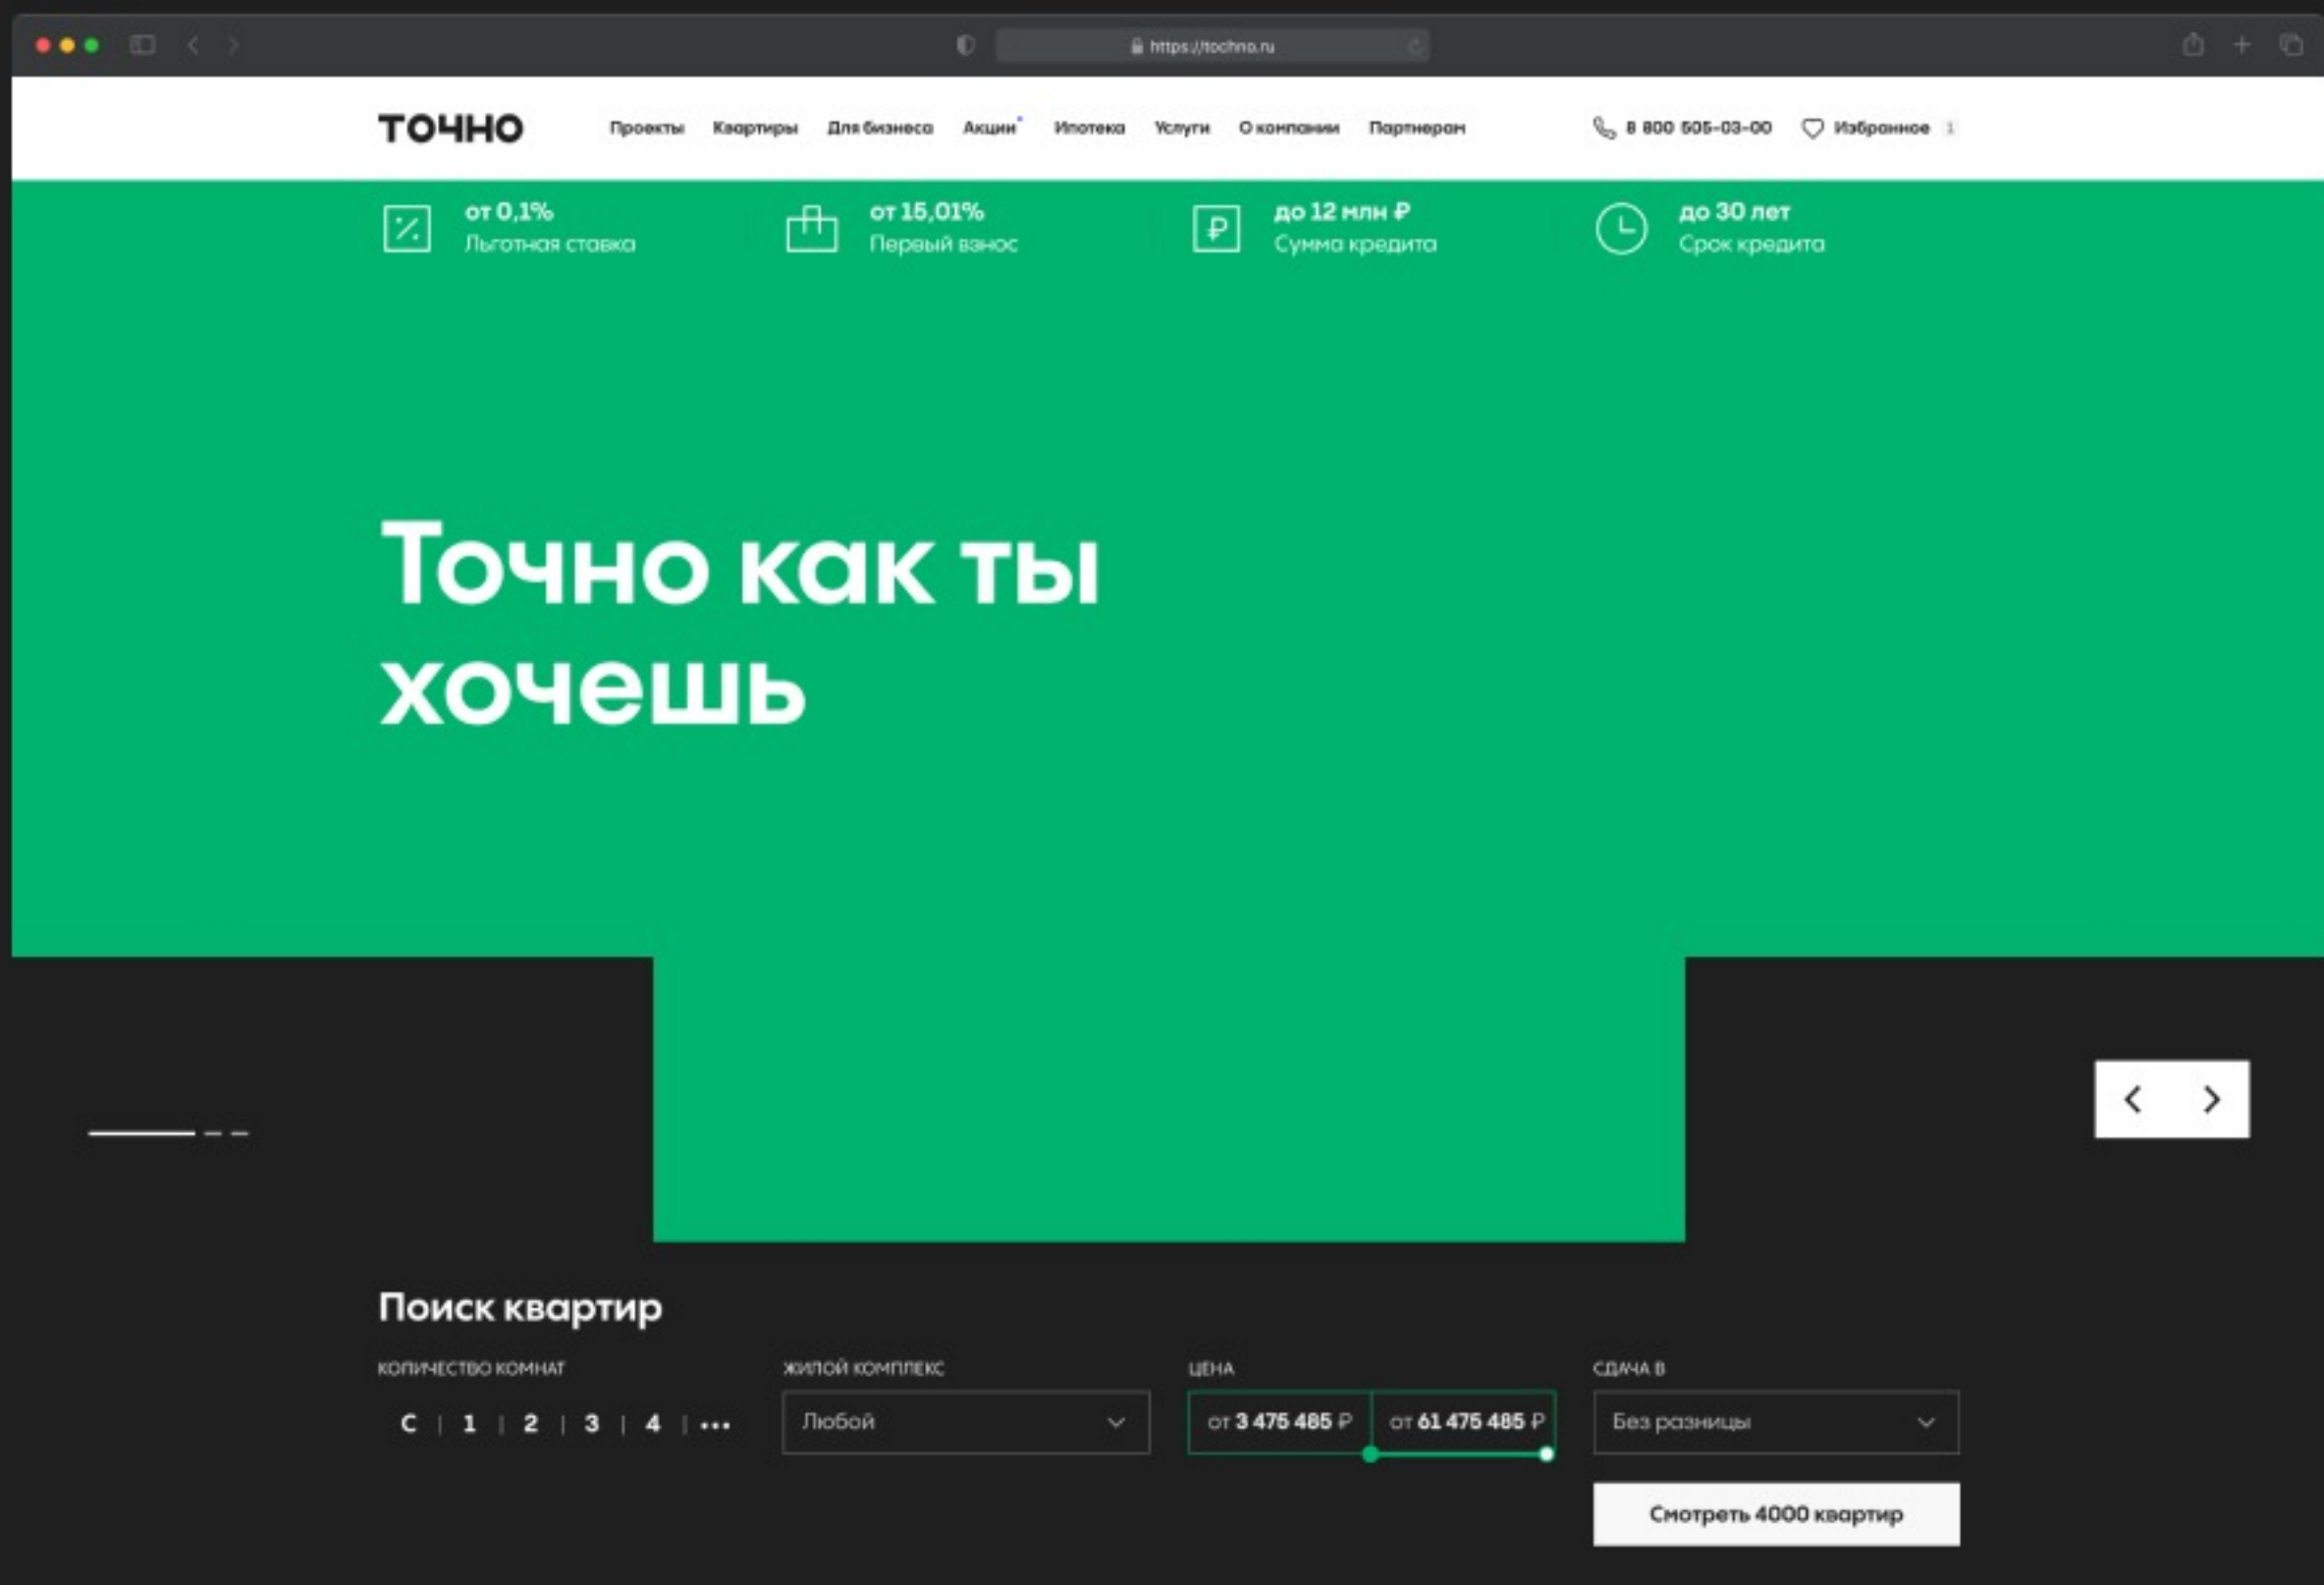 https://tochno.ru
ТОЧНО
Проекты Квартиры Для бизнеса Акции Ипотека Услуги О компании Партнерам
8 800 505-03-00 Избранное 1
от 0,1%
Льготная ставка
от 15,01%
Первый взнос
до 12 млн ₽
Сумма кредита
до 30 лет
Срок кредита
Точно как ты
хочешь
Поиск квартир
КОЛИЧЕСТВО КОМНАТ
С | 1 | 2 | 3 | 4 | •••
ЖИЛОЙ КОМПЛЕКС
Любой
ЦЕНА
от 3 475 485 ₽ от 61 475 485 ₽
СДАЧА В
Без разницы
Смотреть 4000 квартир